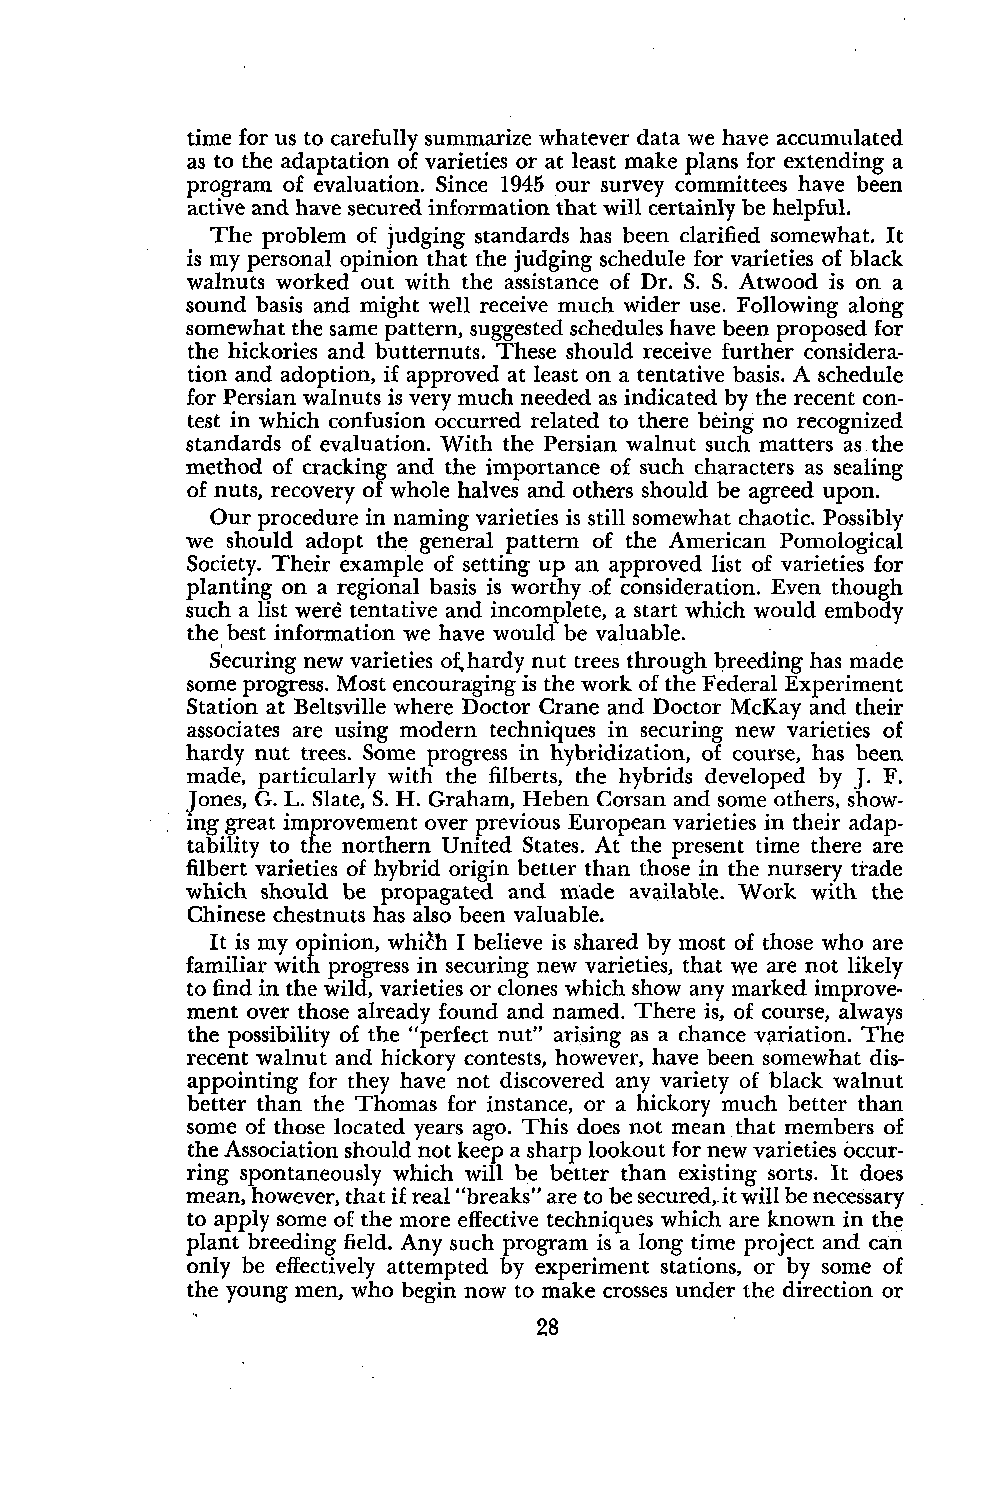 time for us to carefully summarize whatever data we have accumulated
as to the adaptation of varieties or at least make plans for extending a
program of evaluation. Since 1945 our survey committees have been
active and have secured information that will certainly be helpful.
The problem of judging standards has been clarified somewhat. It
is my personal opinion that the judging schedule for varieties of black
walnuts worked out with the assistance of Dr. S. S. Atwood is on a
sound basis and might well receive much wider use. Following along
somewhat the same pattern, suggested schedules have been proposed for
the hickories and butternuts. These should receive further considera-
tion and adoption, if approved at least on a tentative basis. A schedule
for Persian walnuts is very much needed as indicated by the recent con-
test in which confusion occurred related to there being no recognized
standards of evaluation. With the Persian walnut such matters as the
method of cracking and the importance of such characters as sealing
of nuts, recovery of whole halves and others should be agreed upon.
Our procedure in naming varieties is still somewhat chaotic. Possibly
we should adopt the general pattern of the American Pomological
Society. Their example of setting up an approved list of varieties for
planting on a regional basis is worthy of consideration. Even though
such a list were tentative and incomplete, a start which would embody
the best information we have would be valuable.
Securing new varieties of hardy nut trees through breeding has made
some progress. Most encouraging is the work of the Federal Experiment
Station at Beltsville where Doctor Crane and Doctor McKay and their
associates are using modern techniques in securing new varieties of
hardy nut trees. Some progress in hybridization, of course, has been
made, particularly with the filberts, the hybrids developed by J. F.
Jones, G. L. Slate, S. H. Graham, Heben Corsan and some others, show-
ing great improvement over previous European varieties in their adap-
tability to the northern United States. At the present time there are
filbert varieties of hybrid origin better than those in the nursery trade
which should be propagated and made available. Work with the
Chinese chestnuts has also been valuable.
It is my opinion, which I believe is shared by most of those who are
familiar with progress in securing new varieties, that we are not likely
to find in the wild, varieties or clones which show any marked improve-
ment over those already found and named. There is, of course, always
the possibility of the "perfect nut" arising as a chance variation. The
recent walnut and hickory contests, however, have been somewhat dis-
appointing for they have not discovered any variety of black walnut
better than the Thomas for instance, or a hickory much better than
some of those located years ago. This does not mean that members of
the Association should not keep a sharp lookout for new varieties occur-
ring spontaneously which will be better than existing sorts. It does
mean, however, that if real "breaks" are to be secured, it will be necessary
to apply some of the more effective techniques which are known in the
plant breeding field. Any such program is a long time project and can
only be effectively attempted by experiment stations, or by some of
the young men, who begin now to make crosses under the direction or
28